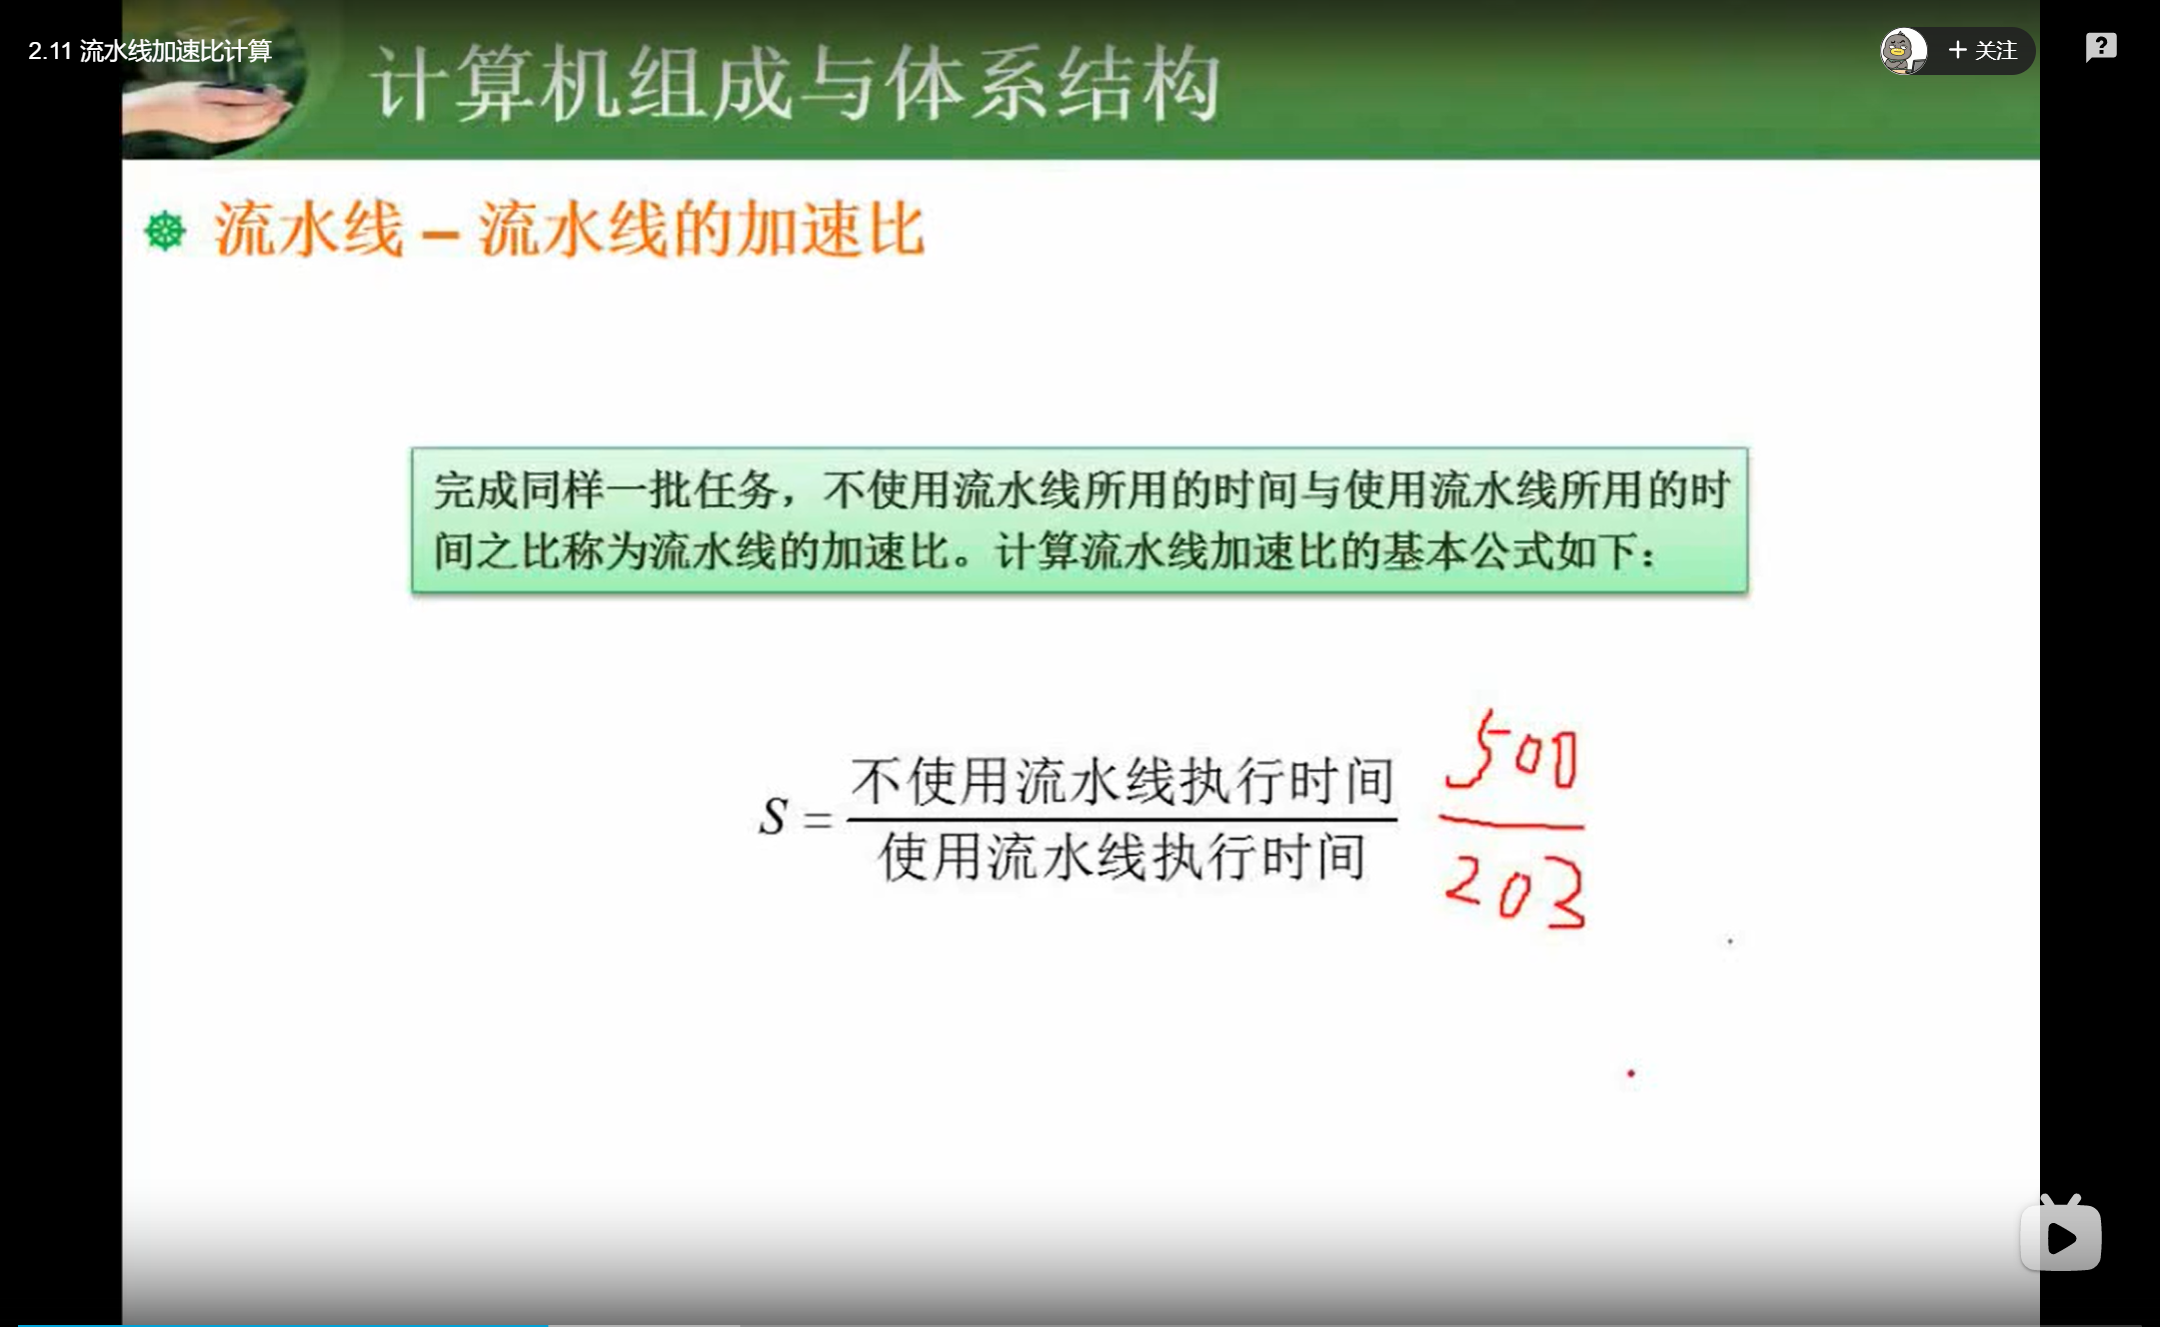 2.11 流水线加速比计算
计算机组成与体系结构
+ 关注
?
流水线 – 流水线的加速比
完成同样一批任务，不使用流水线所用的时间与使用流水线所用的时
间之比称为流水线的加速比。计算流水线加速比的基本公式如下：
S = 不使用流水线执行时间
使用流水线执行时间
500
203